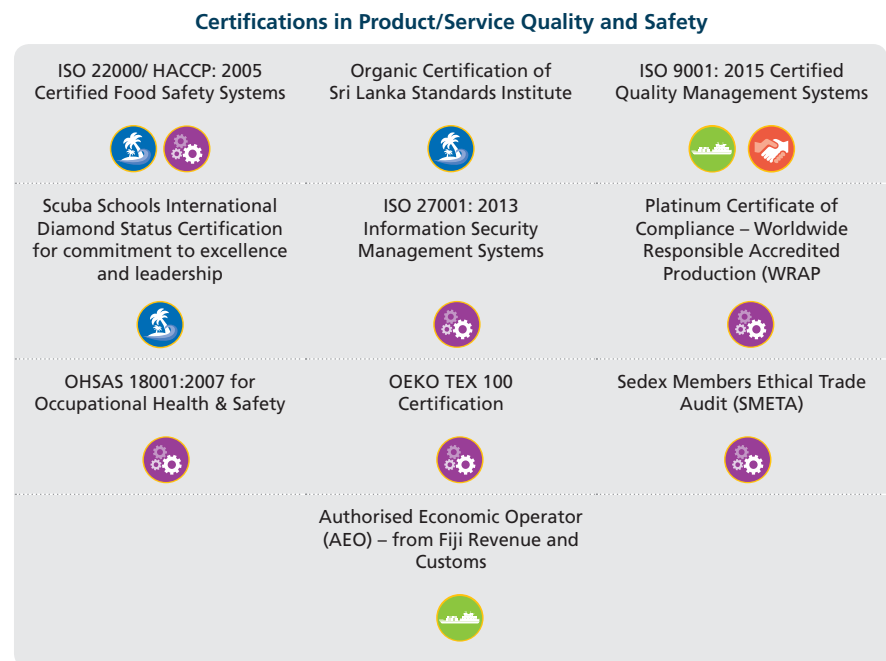 Certifications in Product/Service Quality and Safety
ISO 22000/ HACCP: 2005
Certified Food Safety Systems
Organic Certification of
Sri Lanka Standards Institute
ISO 9001: 2015 Certified
Quality Management Systems
Scuba Schools International
Diamond Status Certification
for commitment to excellence
and leadership
ISO 27001: 2013
Information Security
Management Systems
Platinum Certificate of
Compliance – Worldwide
Responsible Accredited
Production (WRAP
OHSAS 18001:2007 for
Occupational Health & Safety
OEKO TEX 100
Certification
Sedex Members Ethical Trade
Audit (SMETA)
Authorised Economic Operator
(AEO) – from Fiji Revenue and
Customs